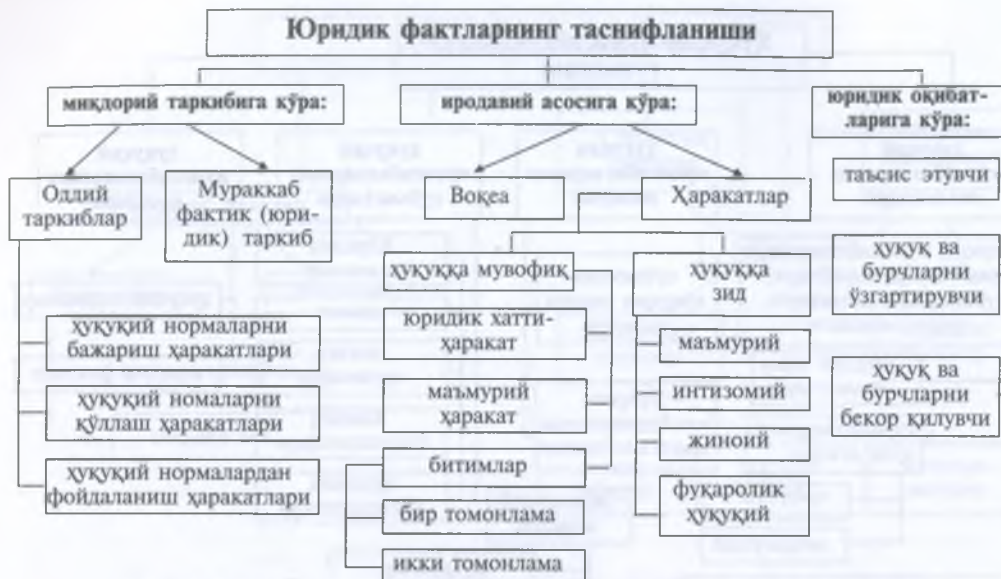 Юридик фактларнинг таснифланиши
миқдорий таркибига кўра:
иродавий асосига кўра:
юридик оқибат-
ларига кўра:
Оддий
таркиблар
Мураккаб
фактик (юри-
дик) таркиб
Воқеа
Ҳаракатлар
таъсис этувчи
ҳуқуққа мувофиқ
ҳуқуққа
зид
ҳуқуқ ва
бурчларни
ўзгартирувчи
ҳуқуқий нормаларни
бажариш ҳаракатлари
юридик хатти-
ҳаракат
маъмурий
ҳуқуқий номаларни
қўллаш ҳаракатлари
маъмурий
ҳаракат
интизомий
ҳуқуқ ва
бурчларни
бекор қилувчи
жиноий
ҳуқуқий нормалардан
фойдаланиш ҳаракатлари
битимлар
бир томонлама
икки томонлама
фуқаролик
ҳуқуқий